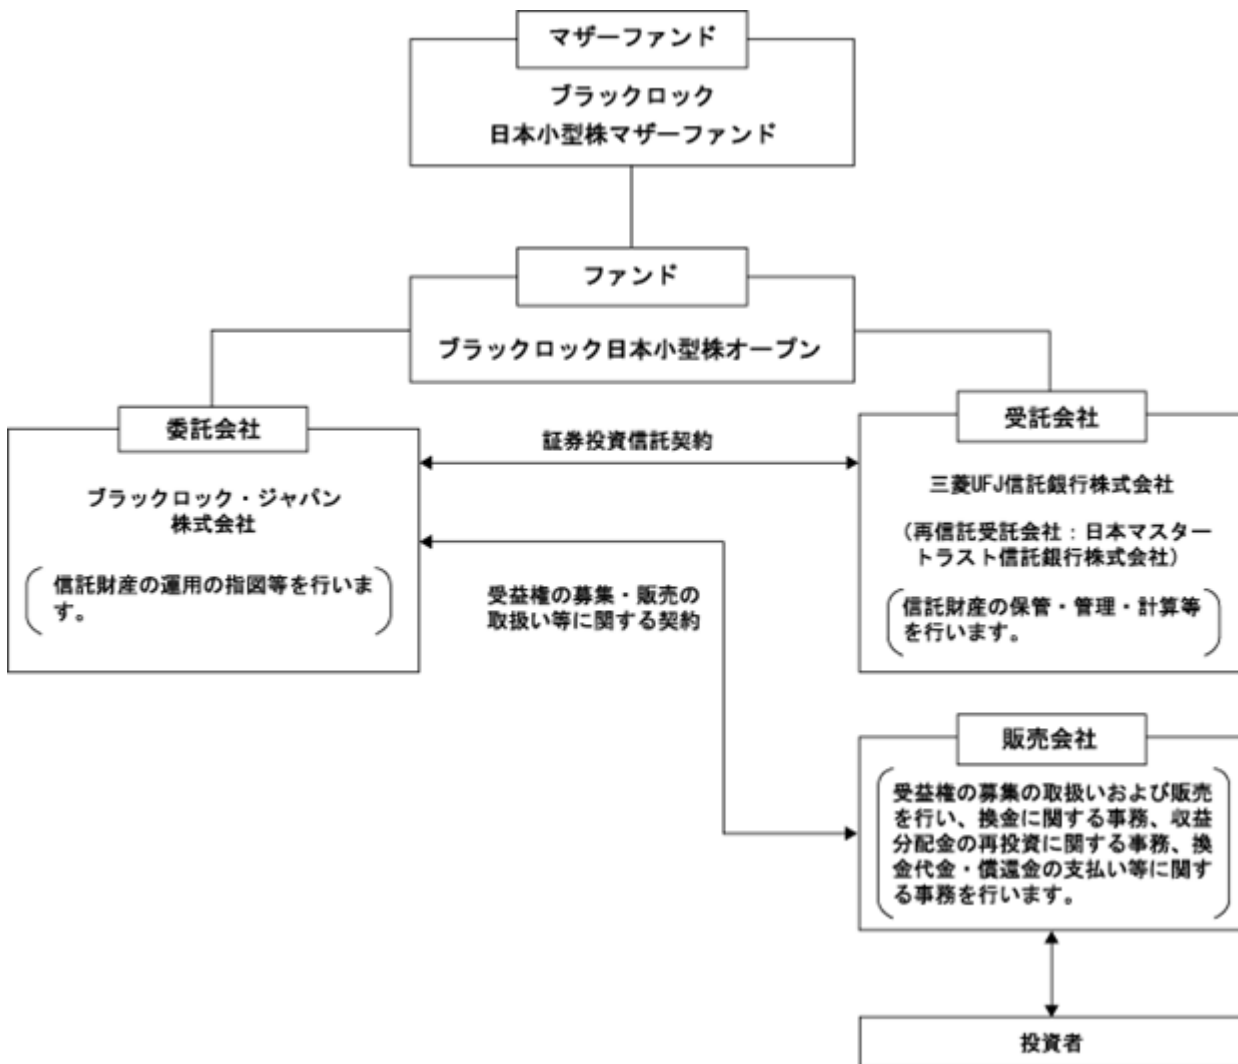 マザーファンド
ブラックロック
日本小型株マザーファンド
ファンド
ブラックロック日本小型株オープン
委託会社
ブラックロック・ジャパン
株式会社
信託財産の運用の指図等を行いま
す。
証券投資信託契約
受益権の募集・販売の
取扱い等に関する契約
受託会社
三菱UFJ信託銀行株式会社
（再信託受託会社：日本マスター
トラスト信託銀行株式会社）
信託財産の保管・管理・計算等
を行います。
販売会社
受益権の募集の取扱いおよび販売
を行い、換金に関する事務、収益
分配金の再投資に関する事務、換
金代金・償還金の支払い等に関す
る事務を行います。
投資者